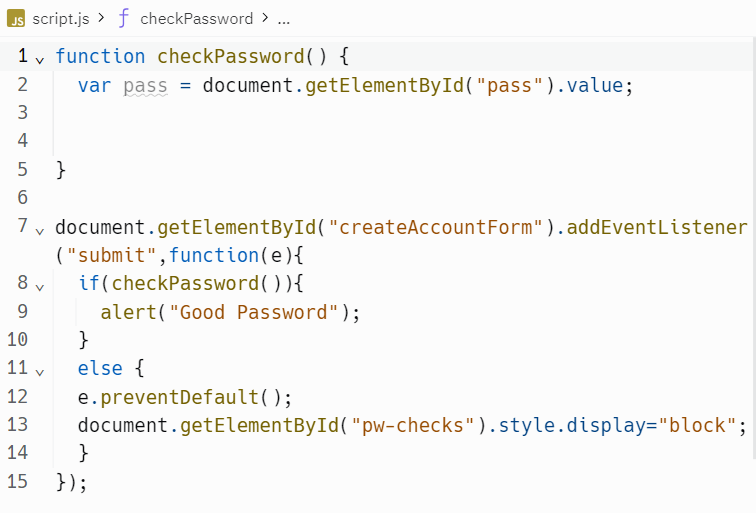 JS script.js > ƒ checkPassword > ...
1 function checkPassword() {
2 var pass = document.getElementById("pass").value;
3
4
5 }
6
7 document.getElementById("createAccountForm").addEventListener
("submit",function(e){
8 if(checkPassword()){
9 alert("Good Password");
10 }
11 else {
12 e.preventDefault();
13 document.getElementById("pw-checks").style.display="block";
14 }
15 });